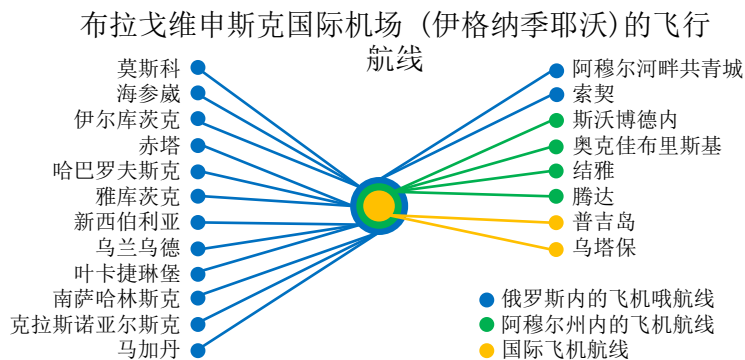 布拉戈维申斯克国际机场 (伊格纳季耶沃)的飞行
航线
莫斯科
海参崴
伊尔库茨克
赤塔
哈巴罗夫斯克
雅库茨克
新西伯利亚
乌兰乌德
叶卡捷琳堡
南萨哈林斯克
克拉斯诺亚尔斯克
马加丹
阿穆尔河畔共青城
索契
斯沃博德内
奥克佳布里斯基
结雅
腾达
普吉岛
乌塔保
俄罗斯内的飞机哦航线
阿穆尔州内的飞机航线
国际飞机航线